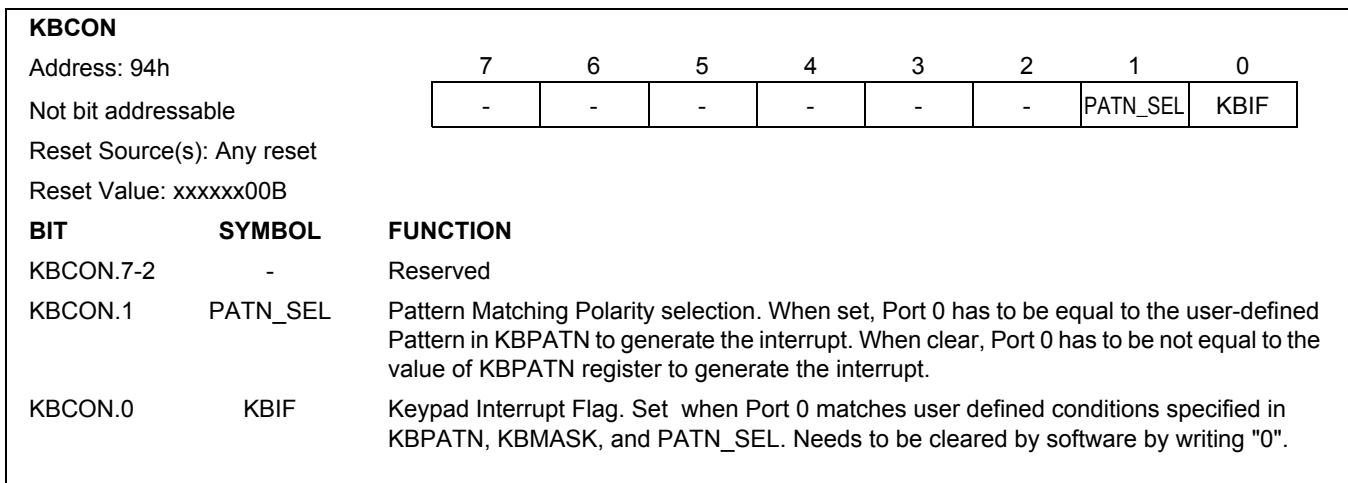 KBCON
Address: 94h 7 6 5 4 3 2 1 0
Not bit addressable - - - - - - PATN_SEL KBIF
Reset Source(s): Any reset
Reset Value: xxxxxx00B
BIT SYMBOL FUNCTION
KBCON.7-2 - Reserved
KBCON.1 PATN_SEL Pattern Matching Polarity selection. When set, Port 0 has to be equal to the user-defined
Pattern in KBPATN to generate the interrupt. When clear, Port 0 has to be not equal to the
value of KBPATN register to generate the interrupt.
KBCON.0 KBIF Keypad Interrupt Flag. Set when Port 0 matches user defined conditions specified in
KBPATN, KBMASK, and PATN_SEL. Needs to be cleared by software by writing "0".